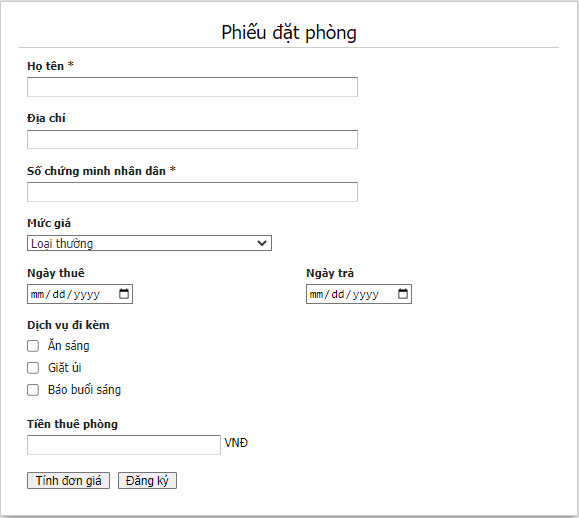 Phiếu đặt phòng
Họ tên *
Địa chỉ
Số chứng minh nhân dân *
Mức giá
Loại thường
Ngày thuê Ngày trả
mm/dd/yyyy mm/dd/yyyy
Dịch vụ đi kèm
Ăn sáng
Giặt ủi
Báo buổi sáng
Tiền thuê phòng
VNĐ
Tính đơn giá Đăng ký